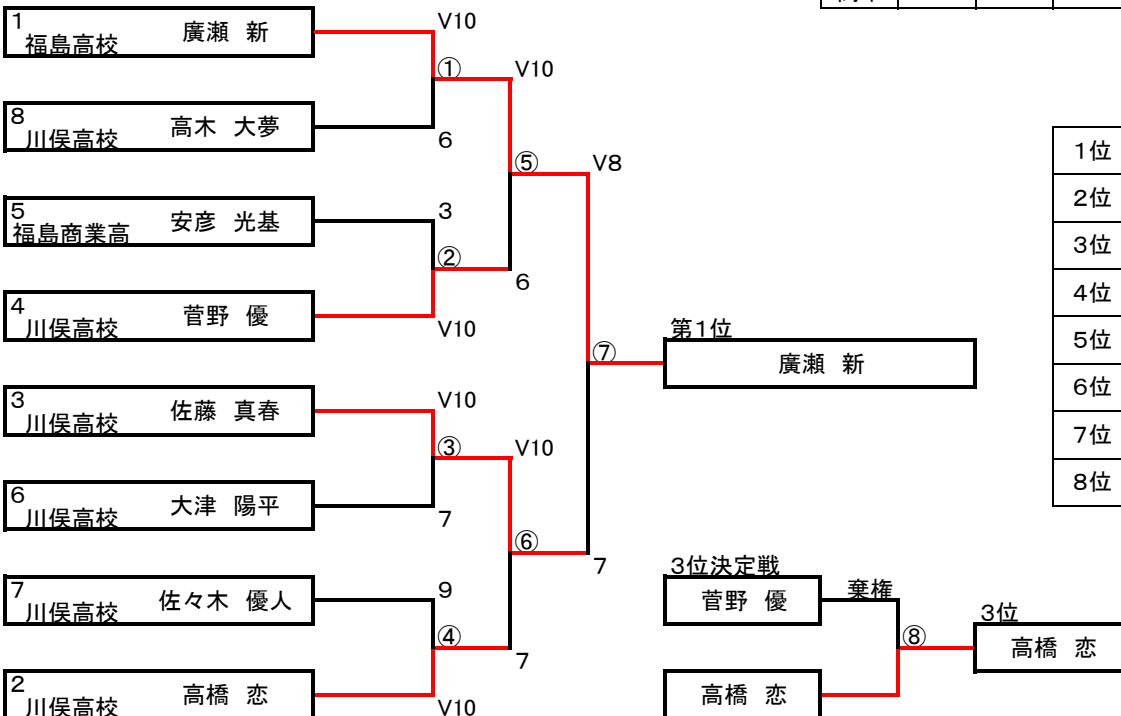 1 廣瀬 新 V10
福島高校
① V10
8 高木 大夢
川俣高校 6
⑤ V8
5 安彦 光基 3
福島商業高
② 6
4 菅野 優
川俣高校 V10
第1位
⑦ 廣瀬 新
3 佐藤 真春 V10
川俣高校
③ V10
6 大津 陽平
川俣高校 7
⑥ 7
7 佐々木 優人 9
川俣高校
④ 7
2 高橋 恋
川俣高校 V10
3位決定戦
菅野 優 棄権
⑧ 3位
高橋 恋
高橋 恋
1位
2位
3位
4位
5位
6位
7位
8位